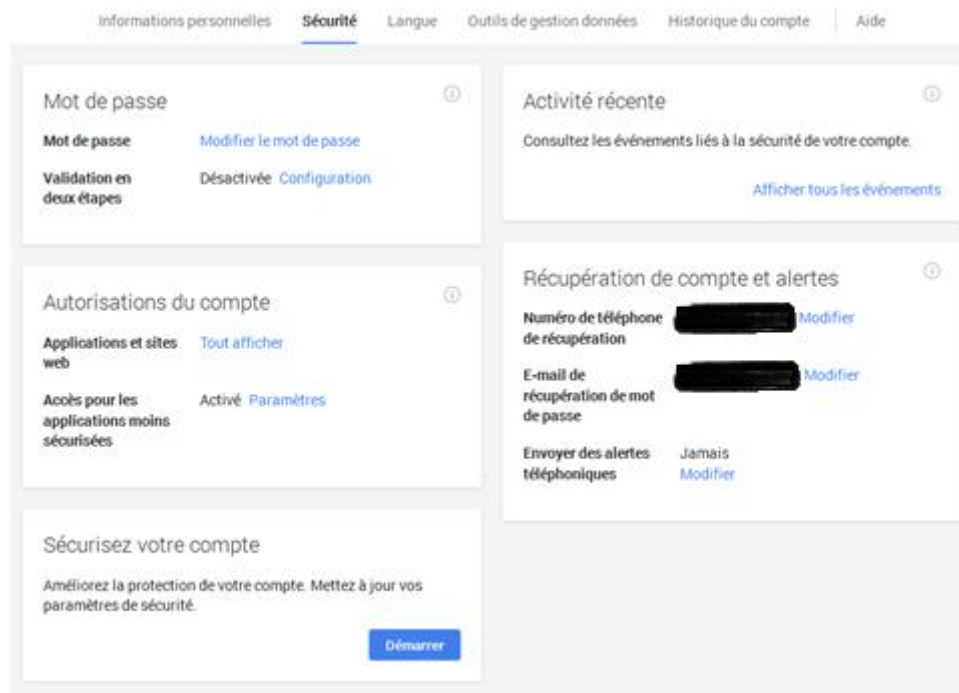 Informations personnelles Sécurité Langue Outils de gestion données Historique du compte Aide
Mot de passe
Mot de passe Modifier le mot de passe
Validation en
deux étapes
Désactivée Configuration
Autorisations du compte
Applications et sites
web
Tout afficher
Accès pour les
applications moins
sécurisées
Activé Paramètres
Sécurisez votre compte
Améliorez la protection de votre compte. Mettez à jour vos
paramètres de sécurité.
Démarrer
Activité récente
Consultez les événements liés à la sécurité de votre compte.
Afficher tous les événements
Récupération de compte et alertes
Numéro de téléphone
de récupération
Modifier
E-mail de
récupération de mot
de passe
Modifier
Envoyer des alertes
téléphoniques
Jamais
Modifier